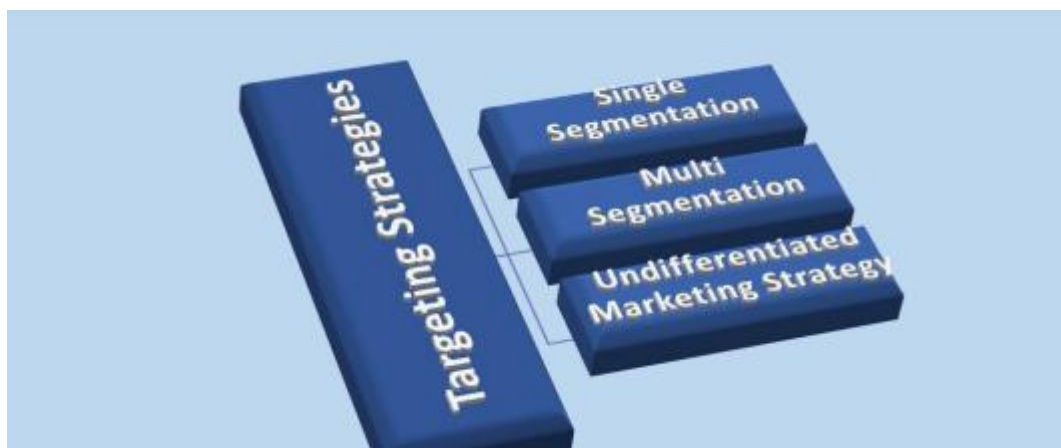 Targeting Strategies
Single
Segmentation
Multi
Segmentation
Undifferentiated
Marketing Strategy